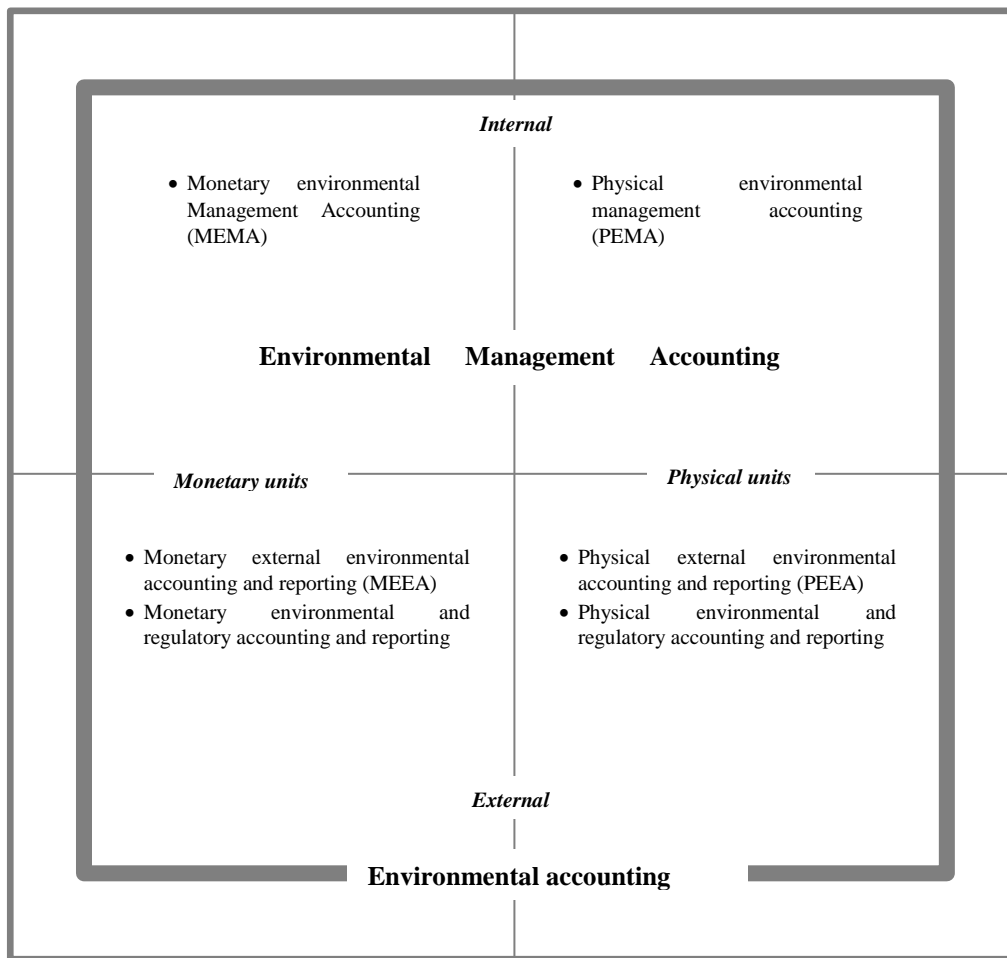 Internal
• Monetary environmental
Management Accounting
(MEMA)
• Physical environmental
management accounting
(PEMA)
Environmental Management Accounting
Monetary units
Physical units
• Monetary external environmental
accounting and reporting (MEEA)
• Monetary environmental and
regulatory accounting and reporting
• Physical external environmental
accounting and reporting (PEEA)
• Physical environmental and
regulatory accounting and reporting
External
Environmental accounting